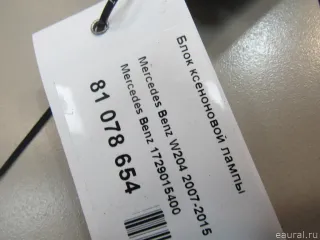 Блок ксеноновой лампы
Mercedes Benz W204 2007-2015
Mercedes Benz 1729015400
81 078 654
eaural.ru